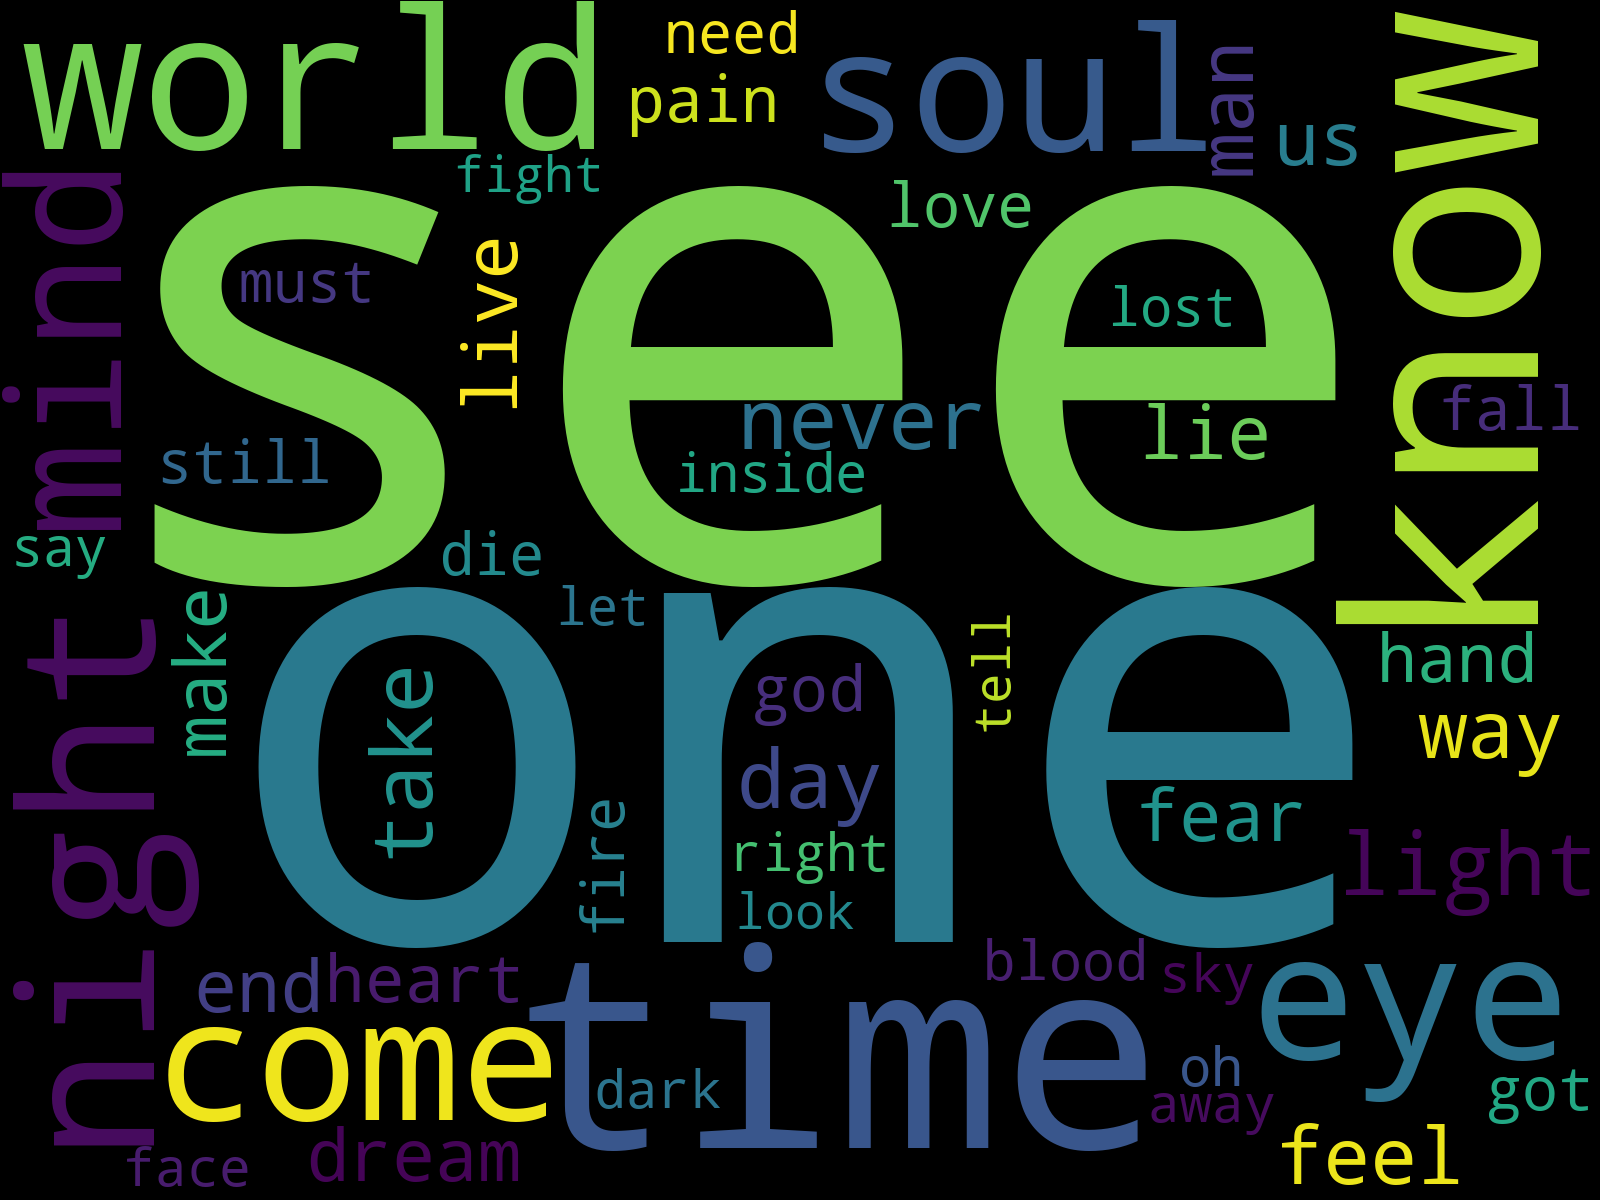 world
need
pain
soul
man
us
know
fight
love
mind
see
must
live
lost
never
lie
fall
still
inside
say
die
let
one
make
take
god
tell
hand
way
night
day
fear
fire
right
look
light
end
heart
time
blood
sky
eye
come
dark
oh
away
got
face
dream
feel